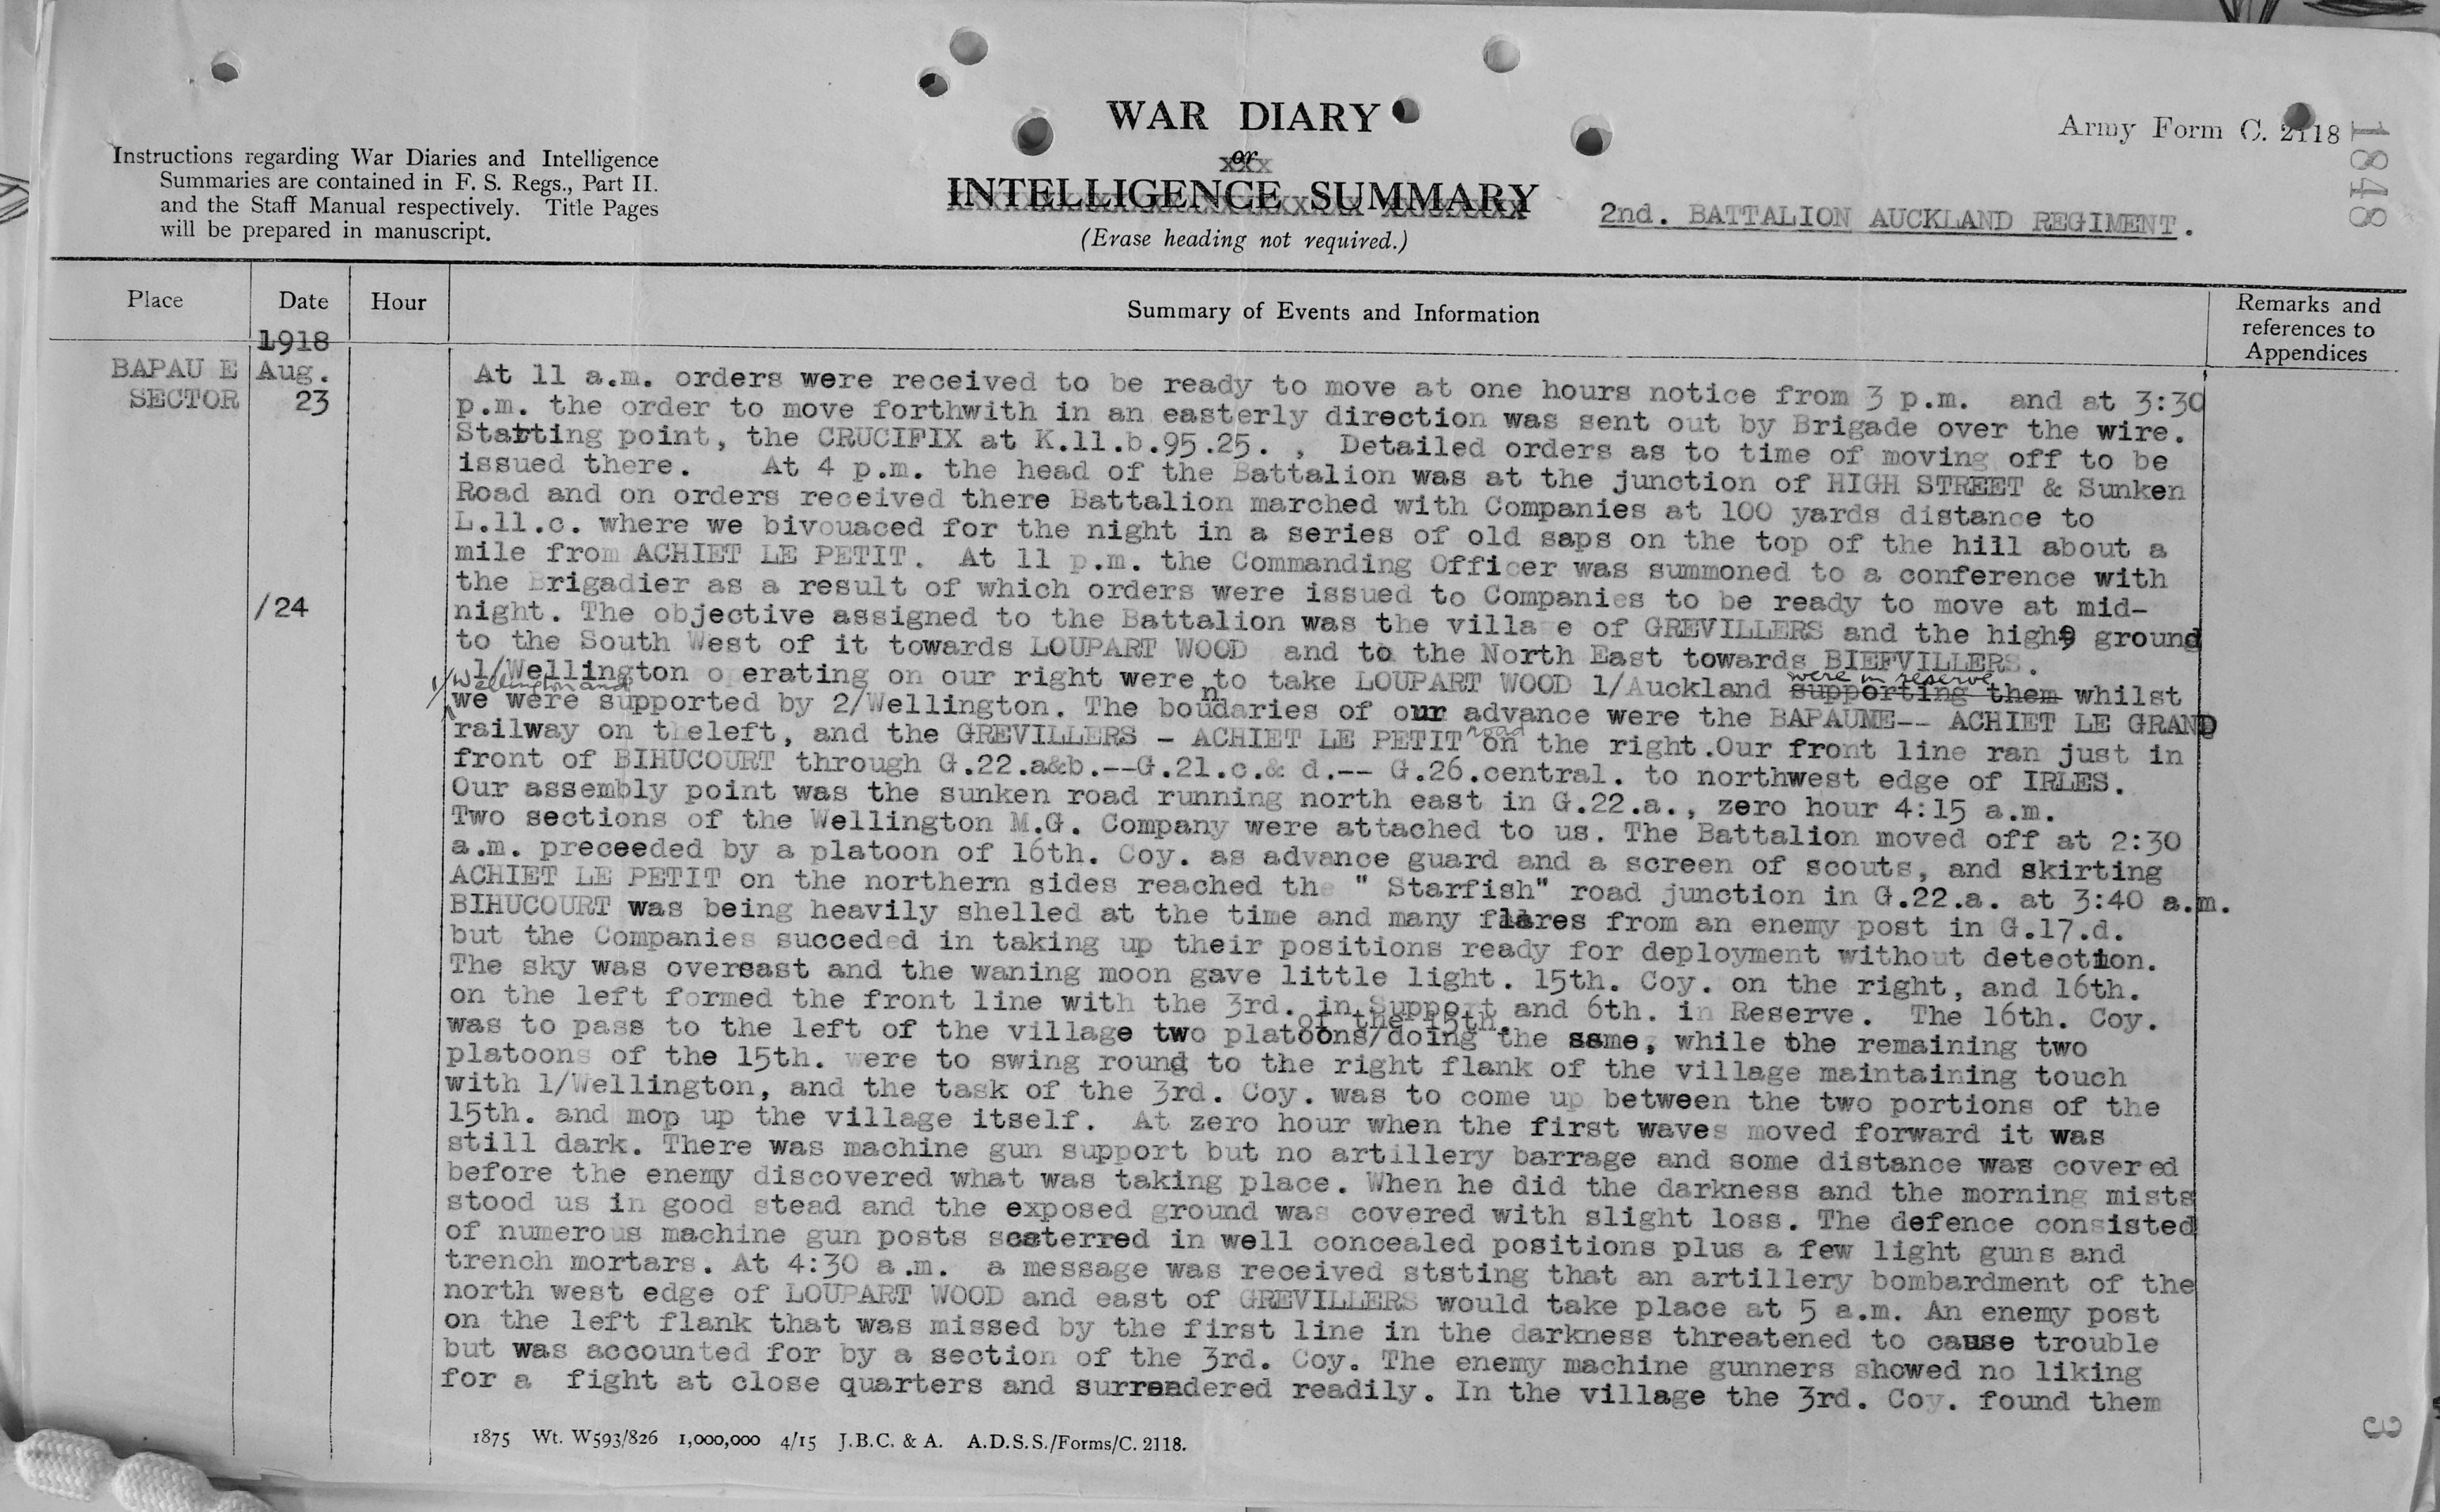 WAR DIARY
or
INTELLIGENCE SUMMARY
(Erase heading not required.)
Army Form C. 2118
1848
Instructions regarding War Diaries and Intelligence
Summaries are contained in F. S. Regs., Part II.
and the Staff Manual respectively. Title Pages
will be prepared in manuscript.
2nd. BATTALION AUCKLAND REGIMENT.
Place
Date
Hour
Summary of Events and Information
Remarks and
references to
Appendices
1918
BAPAU E Aug.
SECTOR 23
/24
At 11 a.m. orders were received to be ready to move at one hours notice from 3 p.m. and at 3:30
p.m. the order to move forthwith in an easterly direction was sent out by Brigade over the wire.
Statting point, the CRUCIFIX at K.11.b.95.25. , Detailed orders as to time of moving off to be
issued there. At 4 p.m. the head of the Battalion was at the junction of HIGH STREET & Sunken
Road and on orders received there Battalion marched with Companies at 100 yards distance to
L.11.c. where we bivouaced for the night in a series of old saps on the top of the hill about a
mile from ACHIET LE PETIT. At 11 p.m. the Commanding Officer was summoned to a conference with
the Brigadier as a result of which orders were issued to Companies to be ready to move at mid-
night. The objective assigned to the Battalion was the villa e of GREVILLERS and the high9 ground
to the South West of it towards LOUPART WOOD and to the North East towards BIEFVILLERS.
1/Wellington o erating on our right were to take LOUPART WOOD 1/Auckland supporting them were in reserve whilst
1/Wellington and we were supported by 2/Wellington. The boundaries of our advance were the BAPAUME-- ACHIET LE GRAND
railway on theleft, and the GREVILLERS - ACHIET LE PETIT road on the right.Our front line ran just in
front of BIHUCOURT through G.22.a&b.--G.21.c.& d.-- G.26.central. to northwest edge of IRLES.
Our assembly point was the sunken road running north east in G.22.a., zero hour 4:15 a.m.
Two sections of the Wellington M.G. Company were attached to us. The Battalion moved off at 2:30
a.m. preceeded by a platoon of 16th. Coy. as advance guard and a screen of scouts, and skirting
ACHIET LE PETIT on the northern sides reached the " Starfish" road junction in G.22.a. at 3:40 a.m.
BIHUCOURT was being heavily shelled at the time and many flares from an enemy post in G.17.d.
but the Companies succeded in taking up their positions ready for deployment without detection.
The sky was overcast and the waning moon gave little light. 15th. Coy. on the right, and 16th.
on the left formed the front line with the 3rd. in Support and 6th. in Reserve. The 16th. Coy.
was to pass to the left of the village two platoons/of the 15th. doing the same, while the remaining two
platoons of the 15th. were to swing round to the right flank of the village maintaining touch
with 1/Wellington, and the task of the 3rd. Coy. was to come up between the two portions of the
15th. and mop up the village itself. At zero hour when the first waves moved forward it was
still dark. There was machine gun support but no artillery barrage and some distance was covered
before the enemy discovered what was taking place. When he did the darkness and the morning mists
stood us in good stead and the exposed ground was covered with slight loss. The defence consisted
of numerous machine gun posts scaterred in well concealed positions plus a few light guns and
trench mortars. At 4:30 a.m. a message was received ststing that an artillery bombardment of the
north west edge of LOUPART WOOD and east of GREVILLERS would take place at 5 a.m. An enemy post
on the left flank that was missed by the first line in the darkness threatened to cause trouble
but was accounted for by a section of the 3rd. Coy. The enemy machine gunners showed no liking
for a fight at close quarters and surrendered readily. In the village the 3rd. Coy. found them
1875 Wt. W593/826 1,000,000 4/15 J.B.C. & A. A.D.S.S./Forms/C. 2118.
3